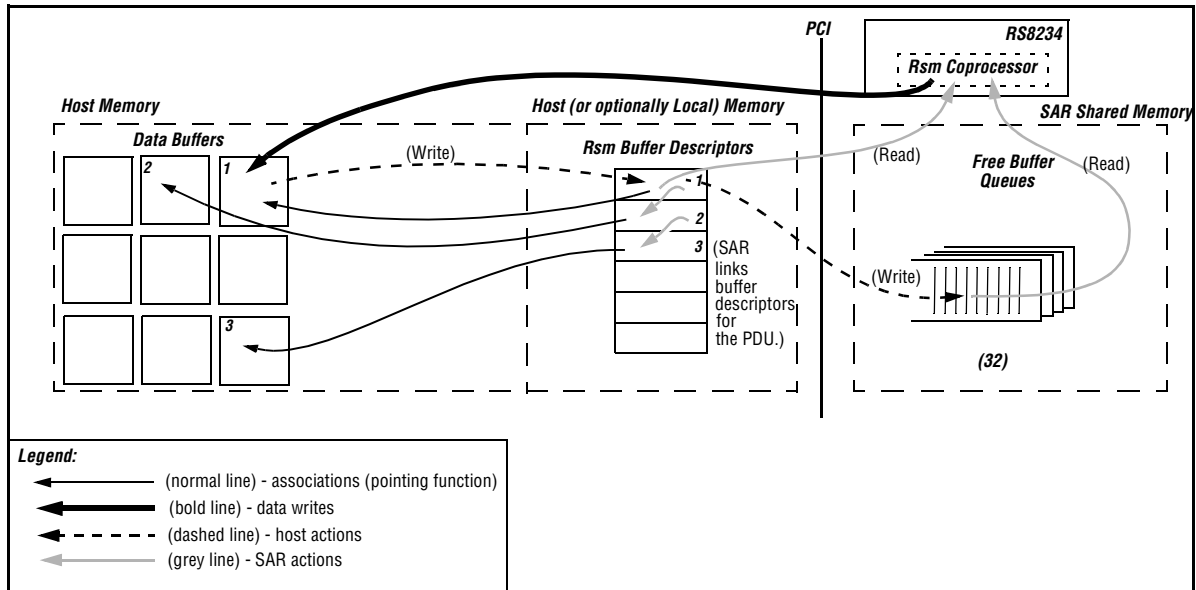 PCI
RS8234
Rsm Coprocessor
Host Memory
Host (or optionally Local) Memory
SAR Shared Memory
Data Buffers
(Write)
Rsm Buffer Descriptors
(Read)
Free Buffer
Queues
(Read)
2
1
1
2
3
(SAR
links
buffer
descriptors
for
the PDU.)
(Write)
3
(32)
Legend:
(normal line) - associations (pointing function)
(bold line) - data writes
(dashed line) - host actions
(grey line) - SAR actions